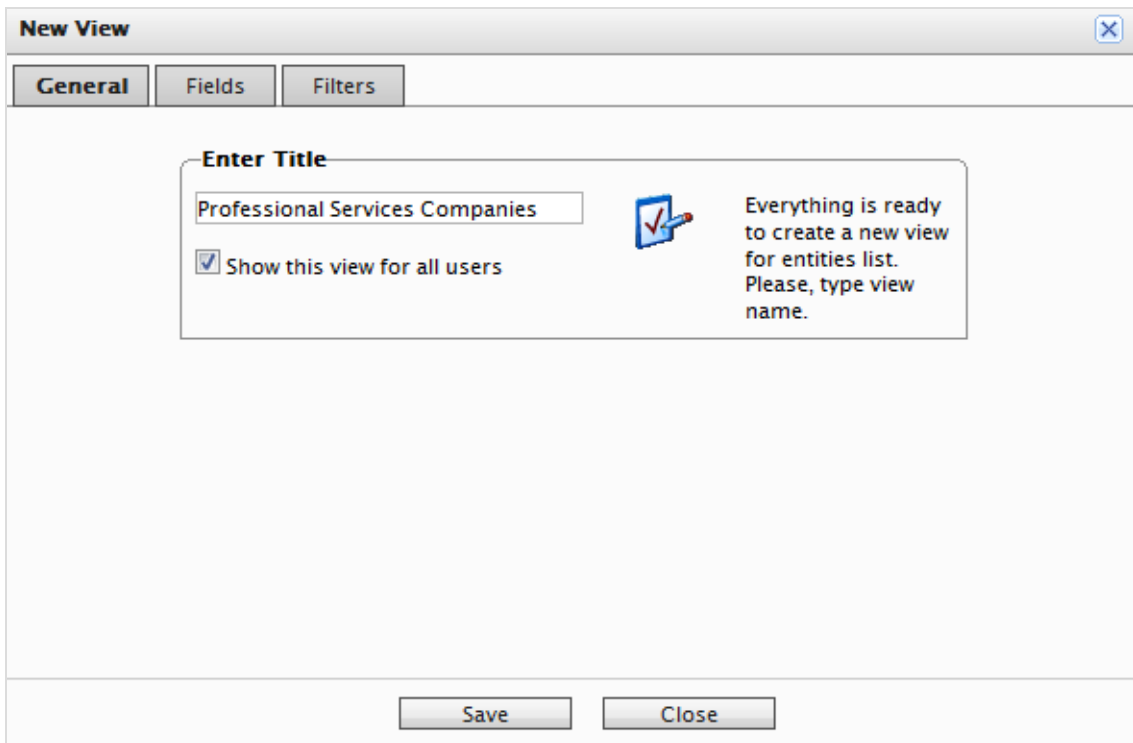 New View
General Fields Filters
Enter Title
Professional Services Companies
Show this view for all users
Everything is ready
to create a new view
for entities list.
Please, type view
name.
Save Close